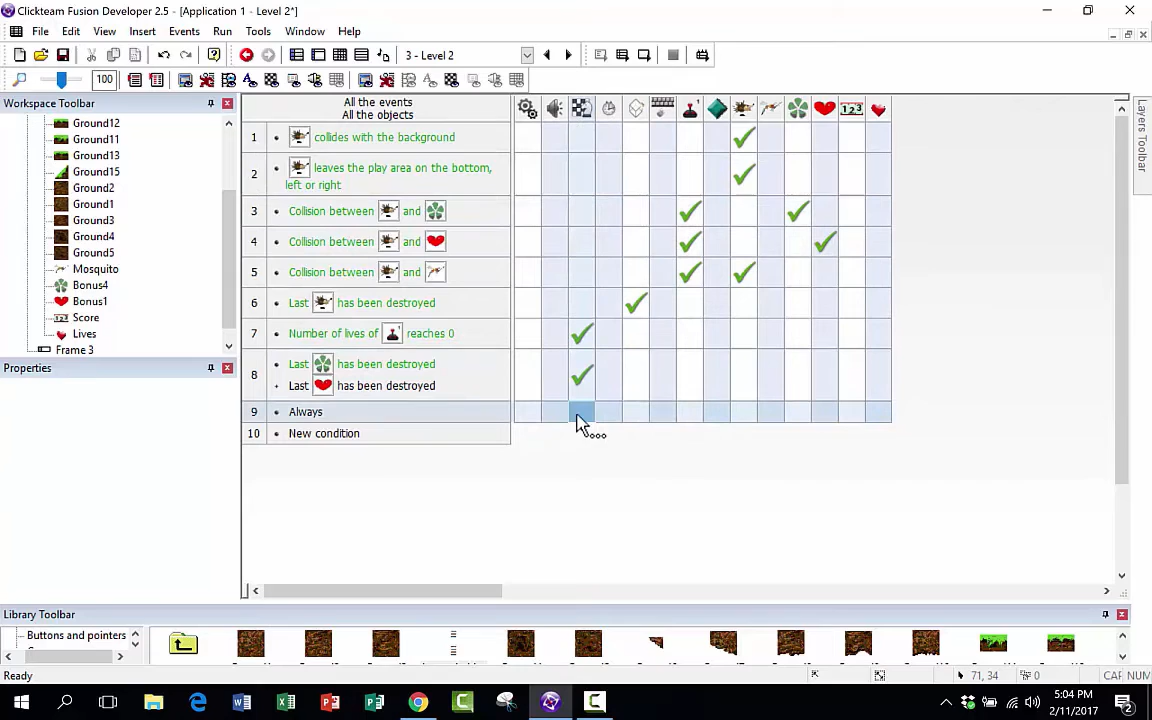 Clickteam Fusion Developer 2.5 - [Application 1 - Level 2*]
File Edit View Insert Events Run Tools Window Help
3 - Level 2
100
Workspace Toolbar
Ground12
Ground11
Ground13
Ground15
Ground2
Ground1
Ground3
Ground4
Ground5
Mosquito
Bonus4
Bonus1
Score
Lives
Frame 3
Properties
All the events
All the objects
1 • collides with the background
2 • leaves the play area on the bottom,
left or right
3 • Collision between and
4 • Collision between and
5 • Collision between and
6 • Last has been destroyed
7 • Number of lives of reaches 0
8 • Last has been destroyed
• Last has been destroyed
9 • Always
10 • New condition
Layers Toolbar
Library Toolbar
Buttons and pointers
Ready
71, 34
0
CAP NUM
5:04 PM
2/11/2017
2